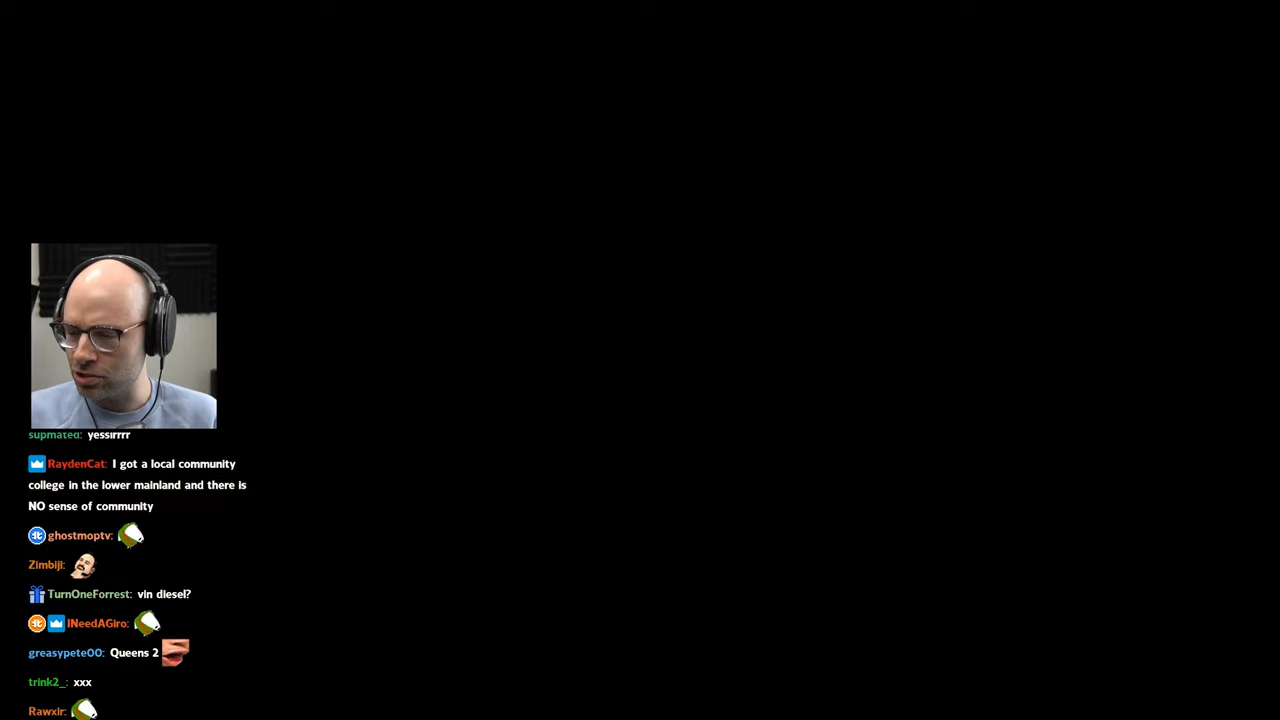 supmated: yessirrrr
RaydenCat: I got a local community
college in the lower mainland and there is
NO sense of community
ghostmoptv:
Zimbiji:
TurnOneForrest: vin diesel?
INeedAGiro:
greasypete00: Queens 2
trink2_: xxx
Rawxir: